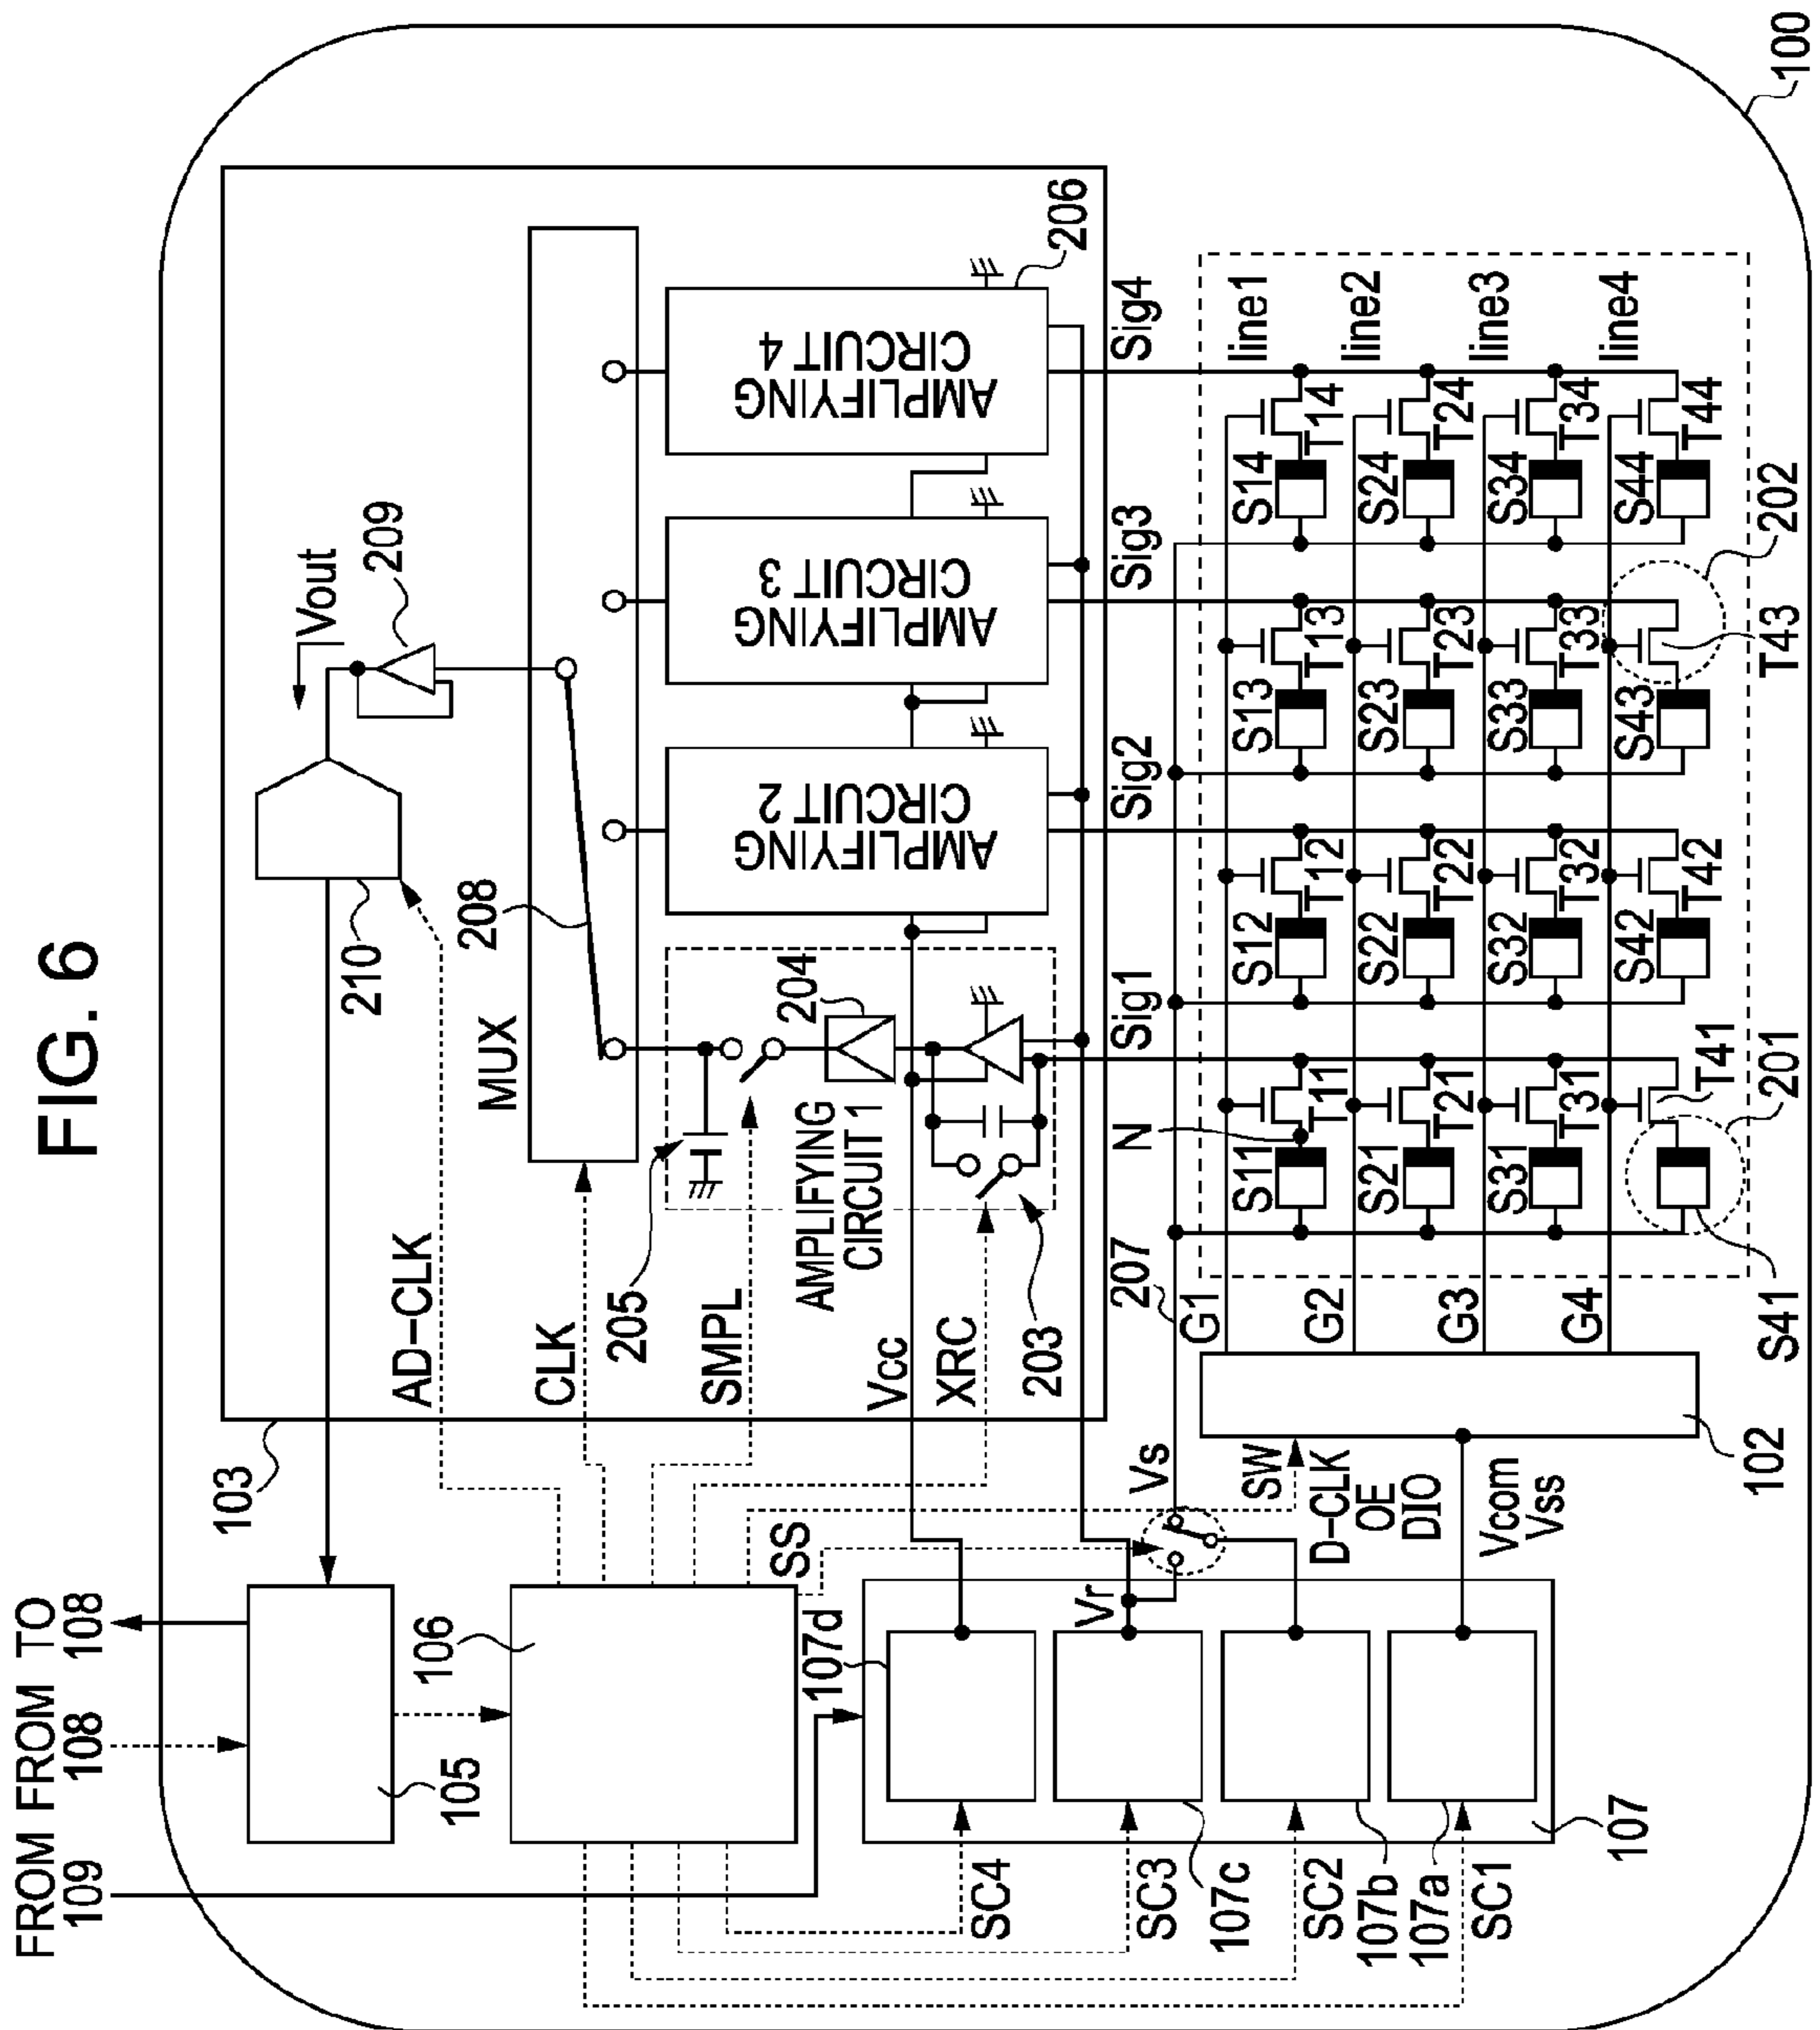 FIG. 6
FROM 109
FROM 108
TO 108
103
105
106
AD-CLK
CLK
SMPL
Vcc
XRC
SS
210
Vout
209
MUX
208
205
204
AMPLIFYING
CIRCUIT 1
203
AMPLIFYING
CIRCUIT 2
AMPLIFYING
CIRCUIT 3
AMPLIFYING
CIRCUIT 4
206
107d
SC4
Vr
SC3
107c
SC2
107b
107a
SC1
107
Vs
SW
D-CLK
OE
DIO
Vcom
Vss
102
207
N
Sig1
Sig2
Sig3
Sig4
G1
S11
T11
S12
T12
S13
T13
S14
T14
line1
G2
S21
T21
S22
T22
S23
T23
S24
T24
line2
G3
S31
T31
S32
T32
S33
T33
S34
T34
line3
G4
S41
T41
S42
T42
S43
T43
S44
T44
line4
201
202
100